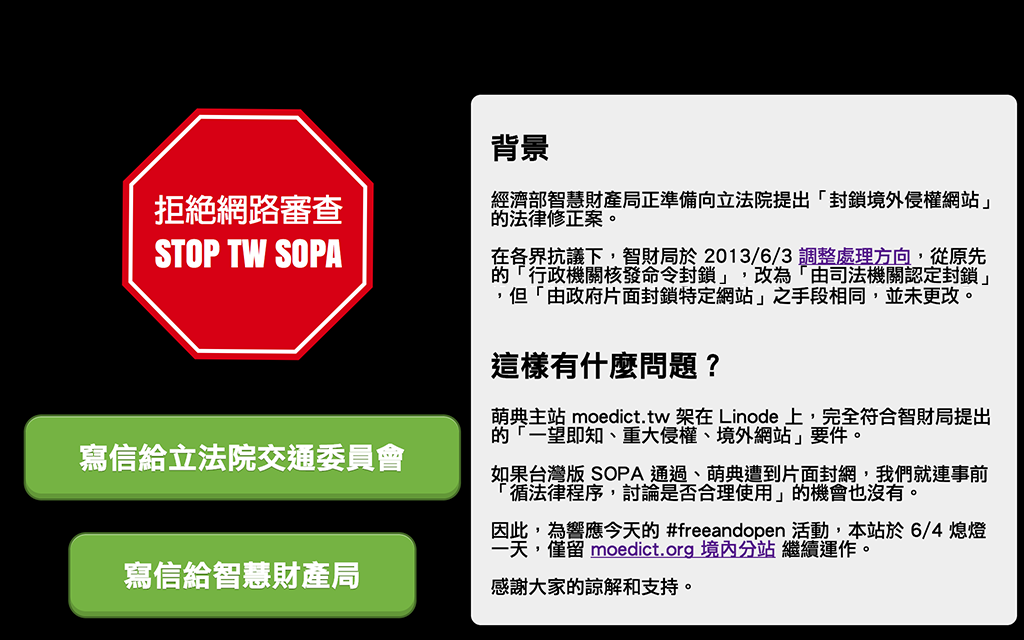 拒絕網路審查
STOP TW SOPA
寫信給立法院交通委員會
寫信給智慧財產局
背景
經濟部智慧財產局正準備向立法院提出「封鎖境外侵權網站」
的法律修正案。
在各界抗議下，智財局於 2013/6/3 調整處理方向，從原先
的「行政機關核發命令封鎖」，改為「由司法機關認定封鎖」
，但「由政府片面封鎖特定網站」之手段相同，並未更改。
這樣有什麼問題？
萌典主站 moedict.tw 架在 Linode 上，完全符合智財局提出
的「一望即知、重大侵權、境外網站」要件。
如果台灣版 SOPA 通過、萌典遭到片面封網，我們就連事前
「循法律程序，討論是否合理使用」的機會也沒有。
因此，為響應今天的 #freeandopen 活動，本站於 6/4 熄燈
一天，僅留 moedict.org 境內分站 繼續運作。
感謝大家的諒解和支持。